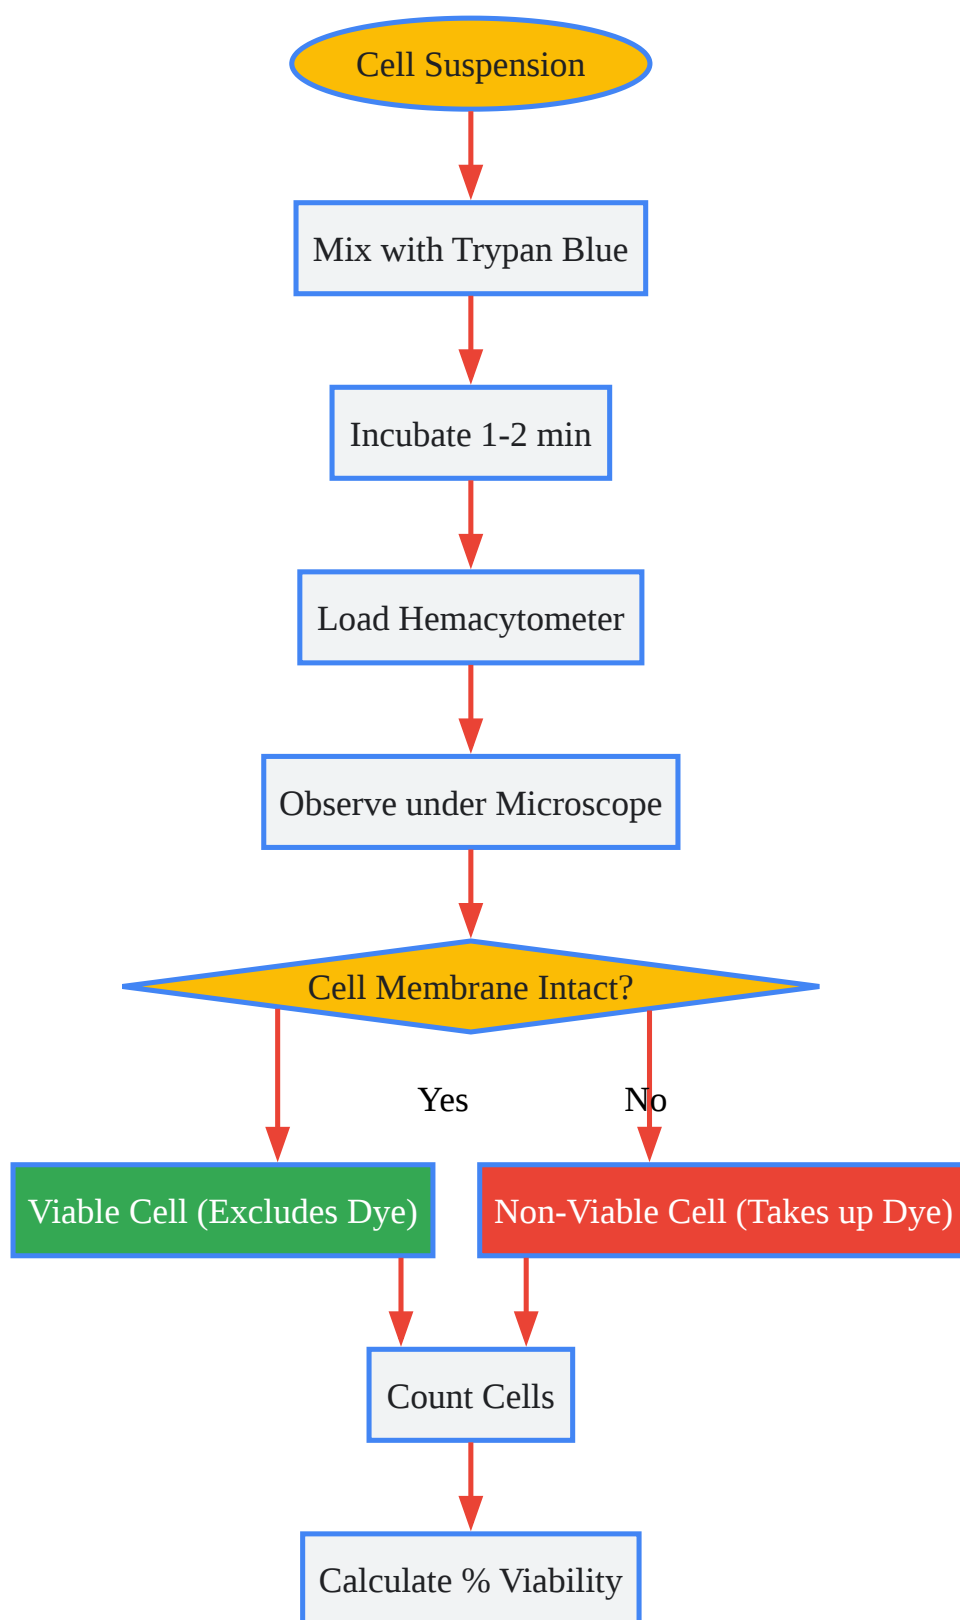 Cell Suspension
Mix with Trypan Blue
Incubate 1-2 min
Load Hemacytometer
Observe under Microscope
Cell Membrane Intact?
Yes
No
Viable Cell (Excludes Dye)
Non-Viable Cell (Takes up Dye)
Count Cells
Calculate % Viability